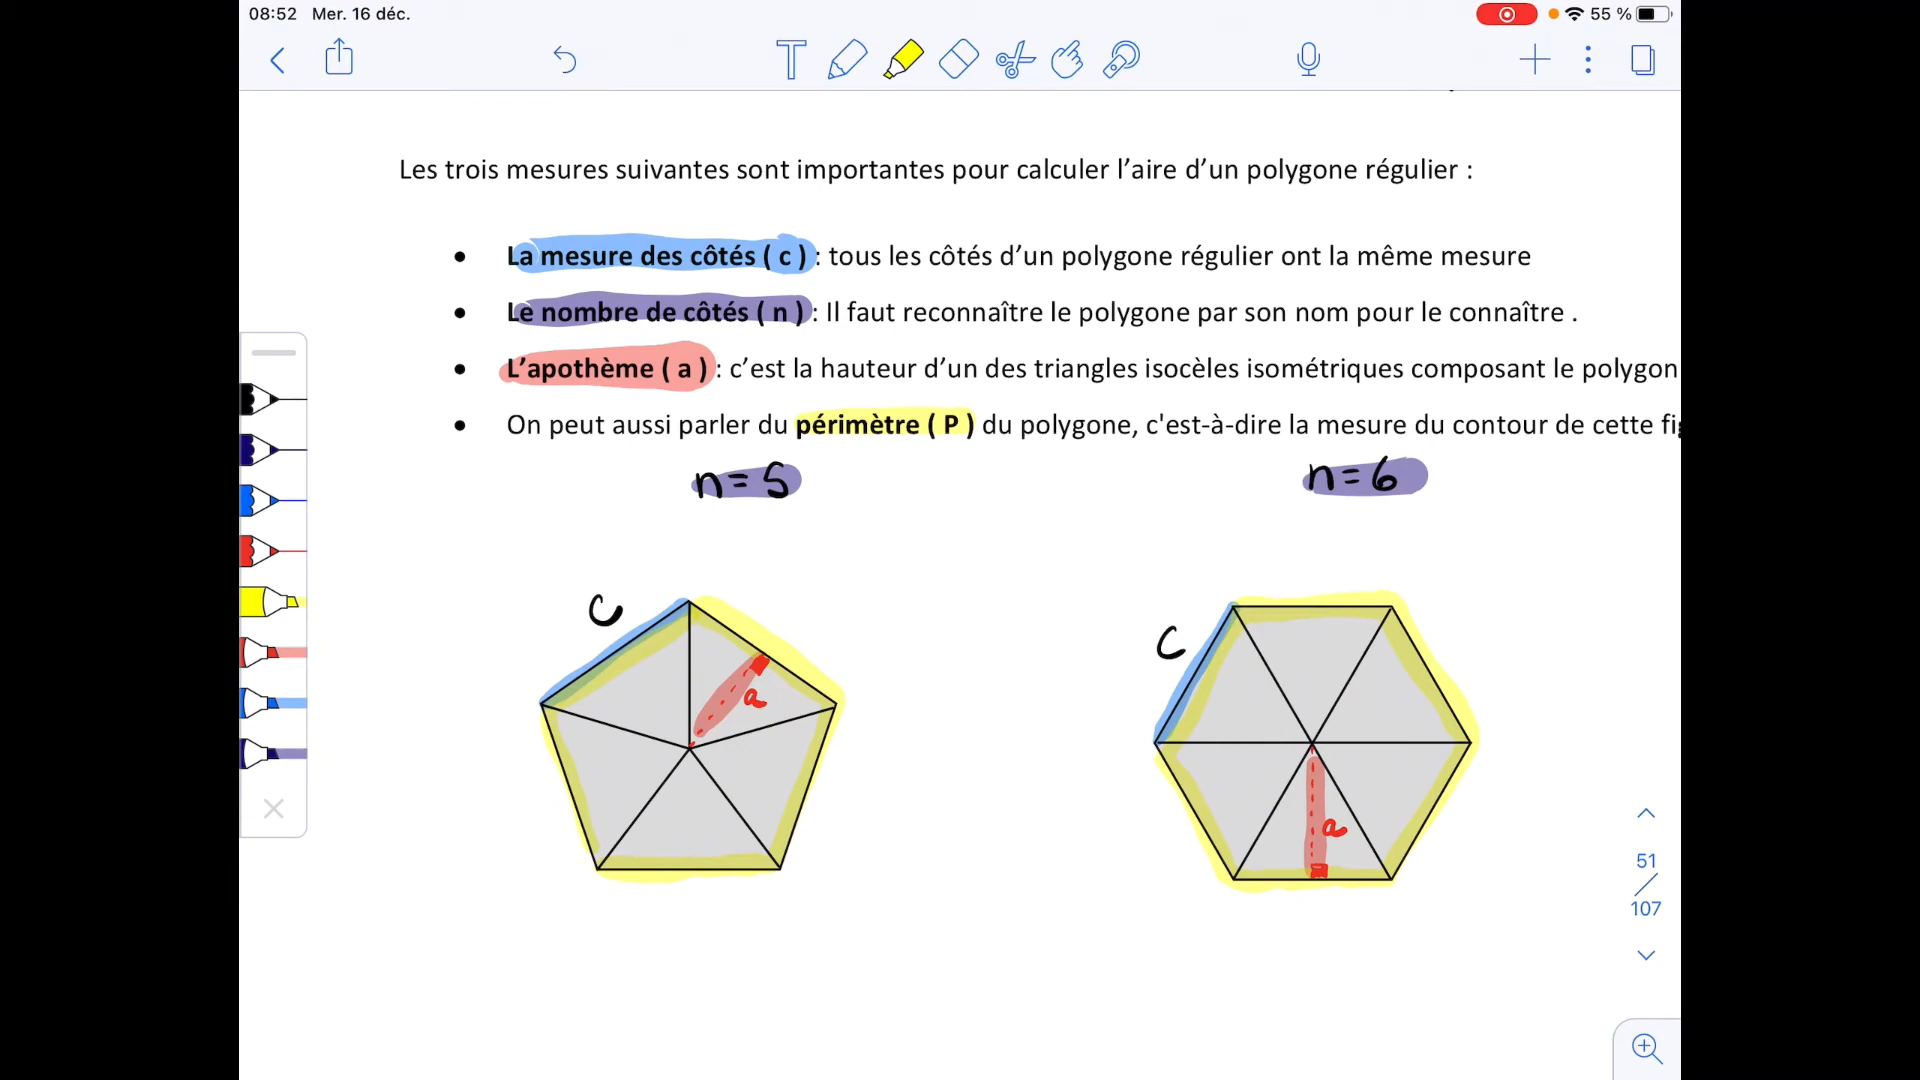 08:52 Mer. 16 déc.
55 %
Les trois mesures suivantes sont importantes pour calculer l’aire d’un polygone régulier :
• La mesure des côtés ( c ) : tous les côtés d’un polygone régulier ont la même mesure
• Le nombre de côtés ( n ) : Il faut reconnaître le polygone par son nom pour le connaître .
• L’apothème ( a ) : c’est la hauteur d’un des triangles isocèles isométriques composant le polygon
• On peut aussi parler du périmètre ( P ) du polygone, c'est-à-dire la mesure du contour de cette fi
n = 5
n = 6
C
C
a
a
51
107